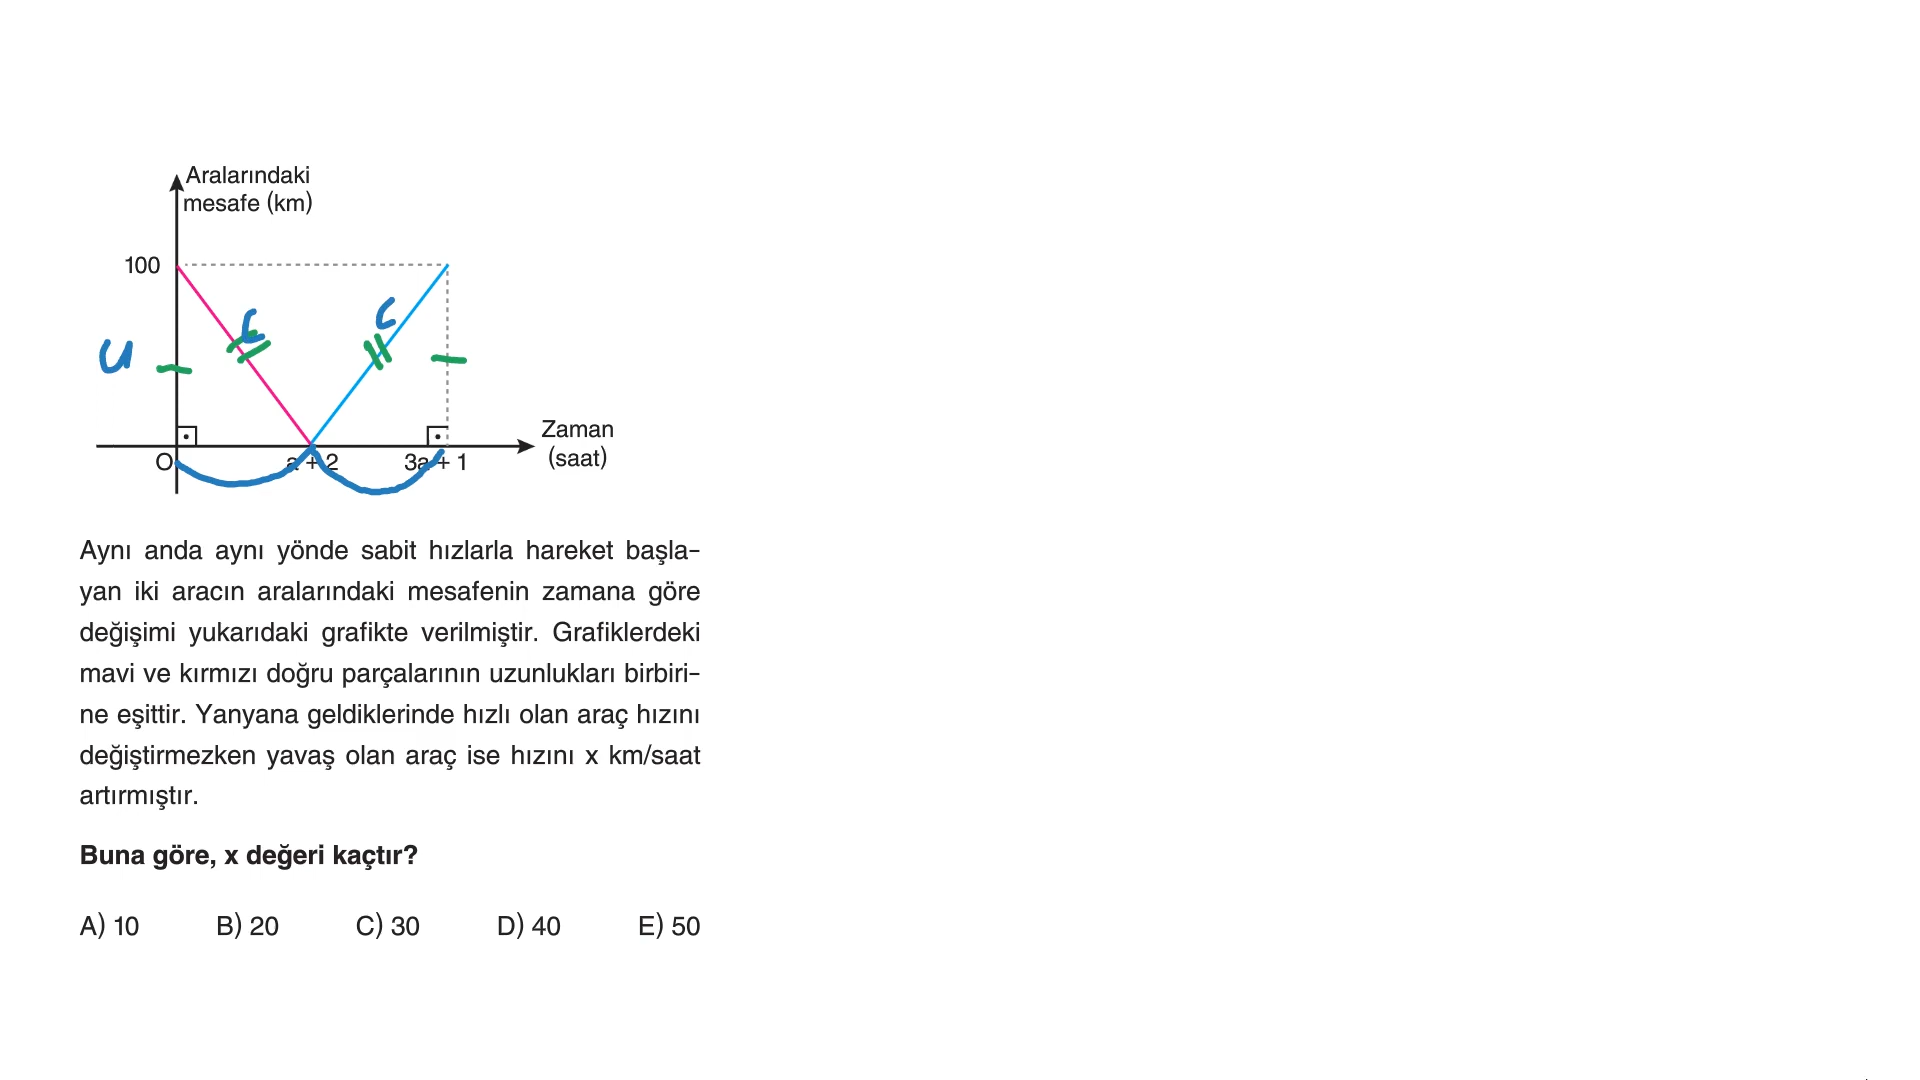 Aralarındaki
mesafe (km)
100
U
Zaman
(saat)
O
a + 2
3a + 1
Aynı anda aynı yönde sabit hızlarla hareket başla-
yan iki aracın aralarındaki mesafenin zamana göre
değişimi yukarıdaki grafikte verilmiştir. Grafiklerdeki
mavi ve kırmızı doğru parçalarının uzunlukları birbiri-
ne eşittir. Yanyana geldiklerinde hızlı olan araç hızını
değiştirmezken yavaş olan araç ise hızını x km/saat
artırmıştır.
Buna göre, x değeri kaçtır?
A) 10 B) 20 C) 30 D) 40 E) 50